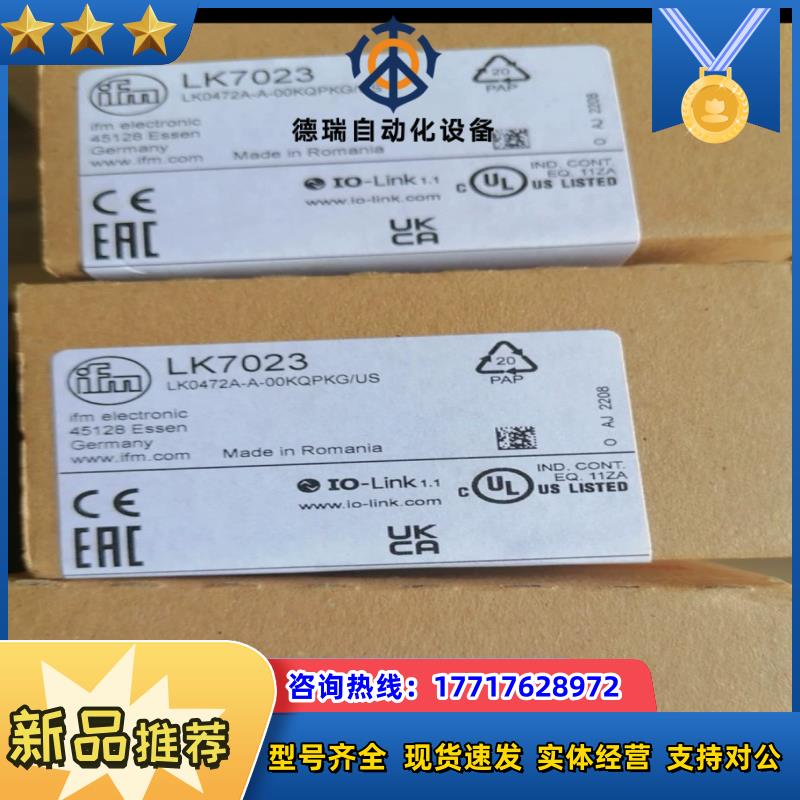 ifm
LK7023
LK0472A-A-00KQPKG/US
20
PAP
德瑞自动化设备
ifm electronic
45128 Essen
Germany
www.ifm.com
Made in Romania
O AJ 2208
IO-Link 1.1
www.io-link.com
c UL US LISTED
IND. CONT.
EQ. 11ZA
CE
EAC
UK
CA
ifm
LK7023
LK0472A-A-00KQPKG/US
20
PAP
ifm electronic
45128 Essen
Germany
www.ifm.com
Made in Romania
O AJ 2208
IO-Link 1.1
www.io-link.com
c UL US LISTED
IND. CONT.
EQ. 11ZA
CE
EAC
UK
CA
咨询热线：17717628972
新品推荐
型号齐全 现货速发 实体经营 支持对公